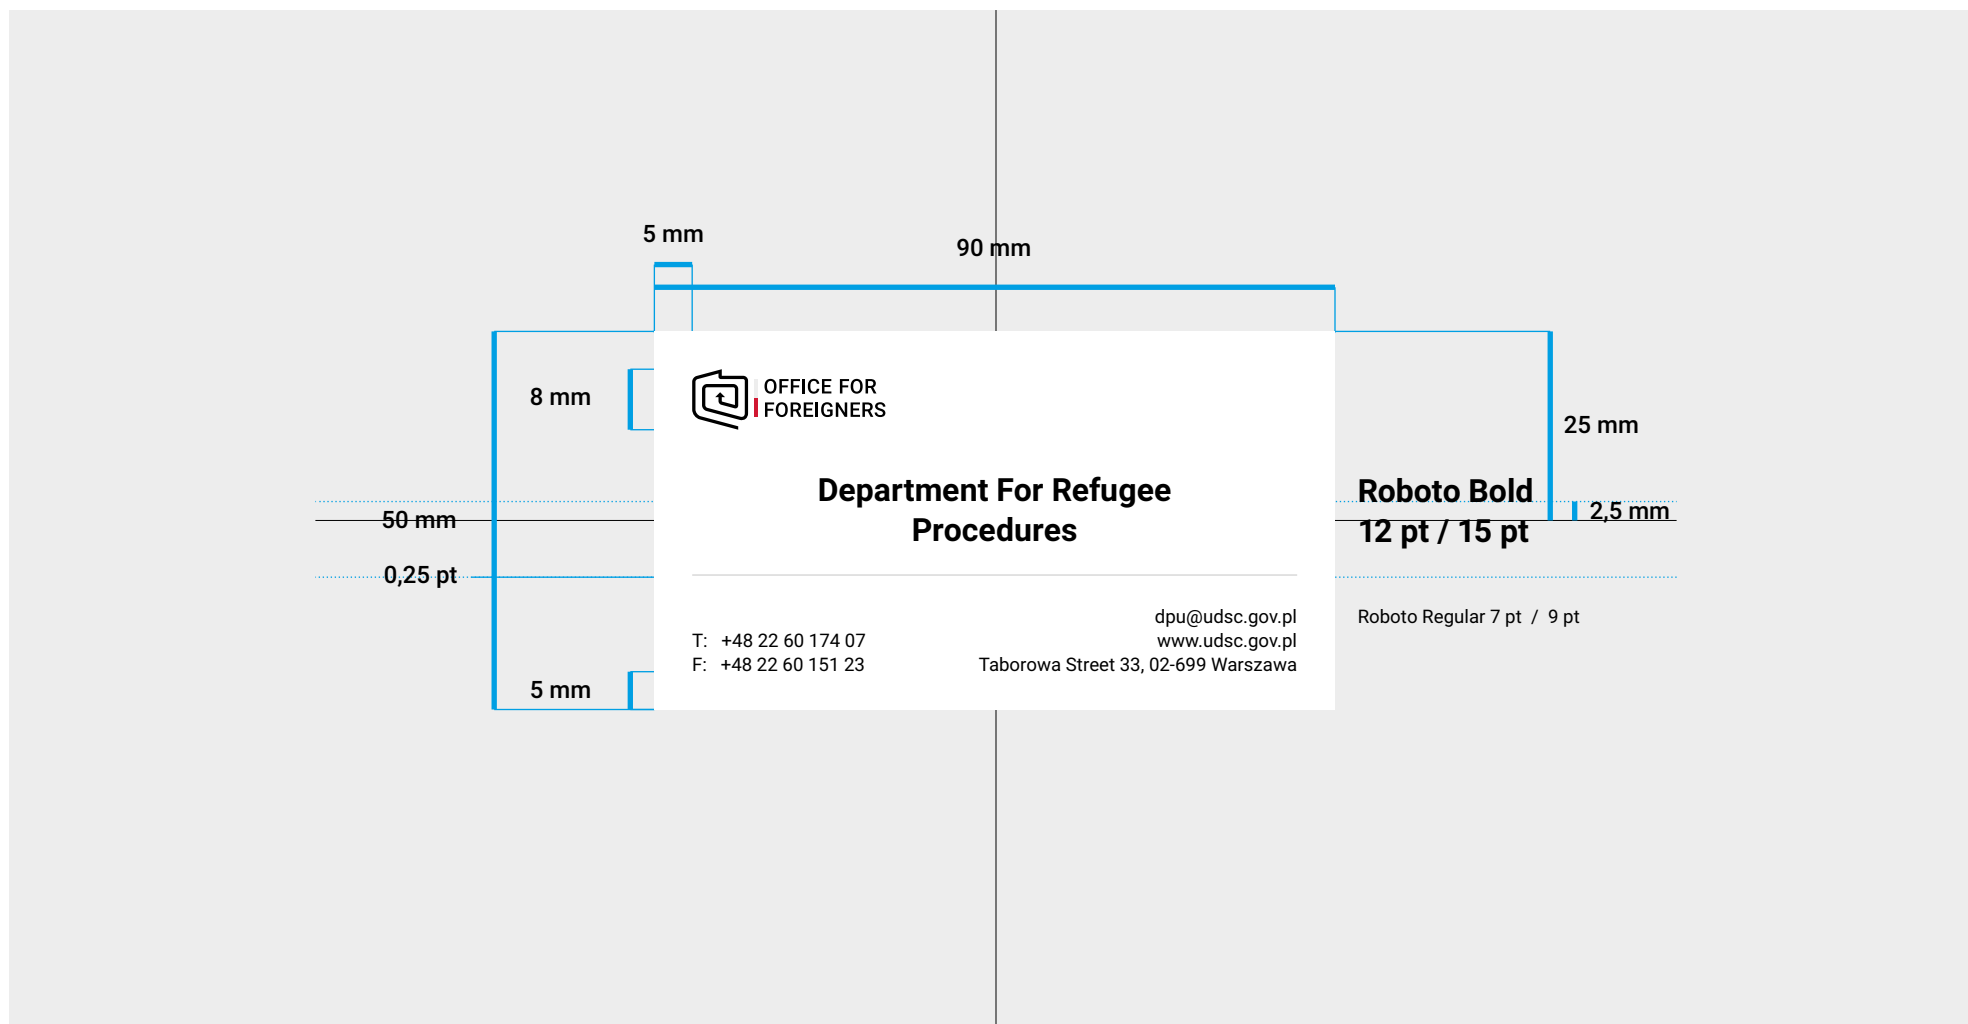 5 mm
90 mm
8 mm
OFFICE FOR
FOREIGNERS
25 mm
Department For Refugee
Procedures
Roboto Bold
12 pt / 15 pt
2,5 mm
50 mm
0,25 pt
dpu@udsc.gov.pl
Roboto Regular 7 pt / 9 pt
T: +48 22 60 174 07
www.udsc.gov.pl
F: +48 22 60 151 23
Taborowa Street 33, 02-699 Warszawa
5 mm